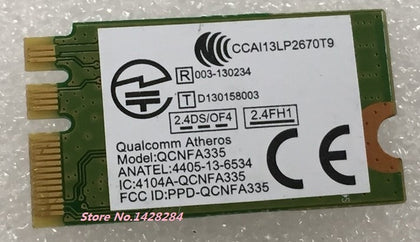 CCAI13LP2670T9
R 003-130234
T D130158003
2.4DS/OF4 2.4FH1
Qualcomm Atheros
Model:QCNFA335
ANATEL:4405-13-6534
IC:4104A-QCNFA335
FCC ID:PPD-QCNFA335
CE
Store No.1428284